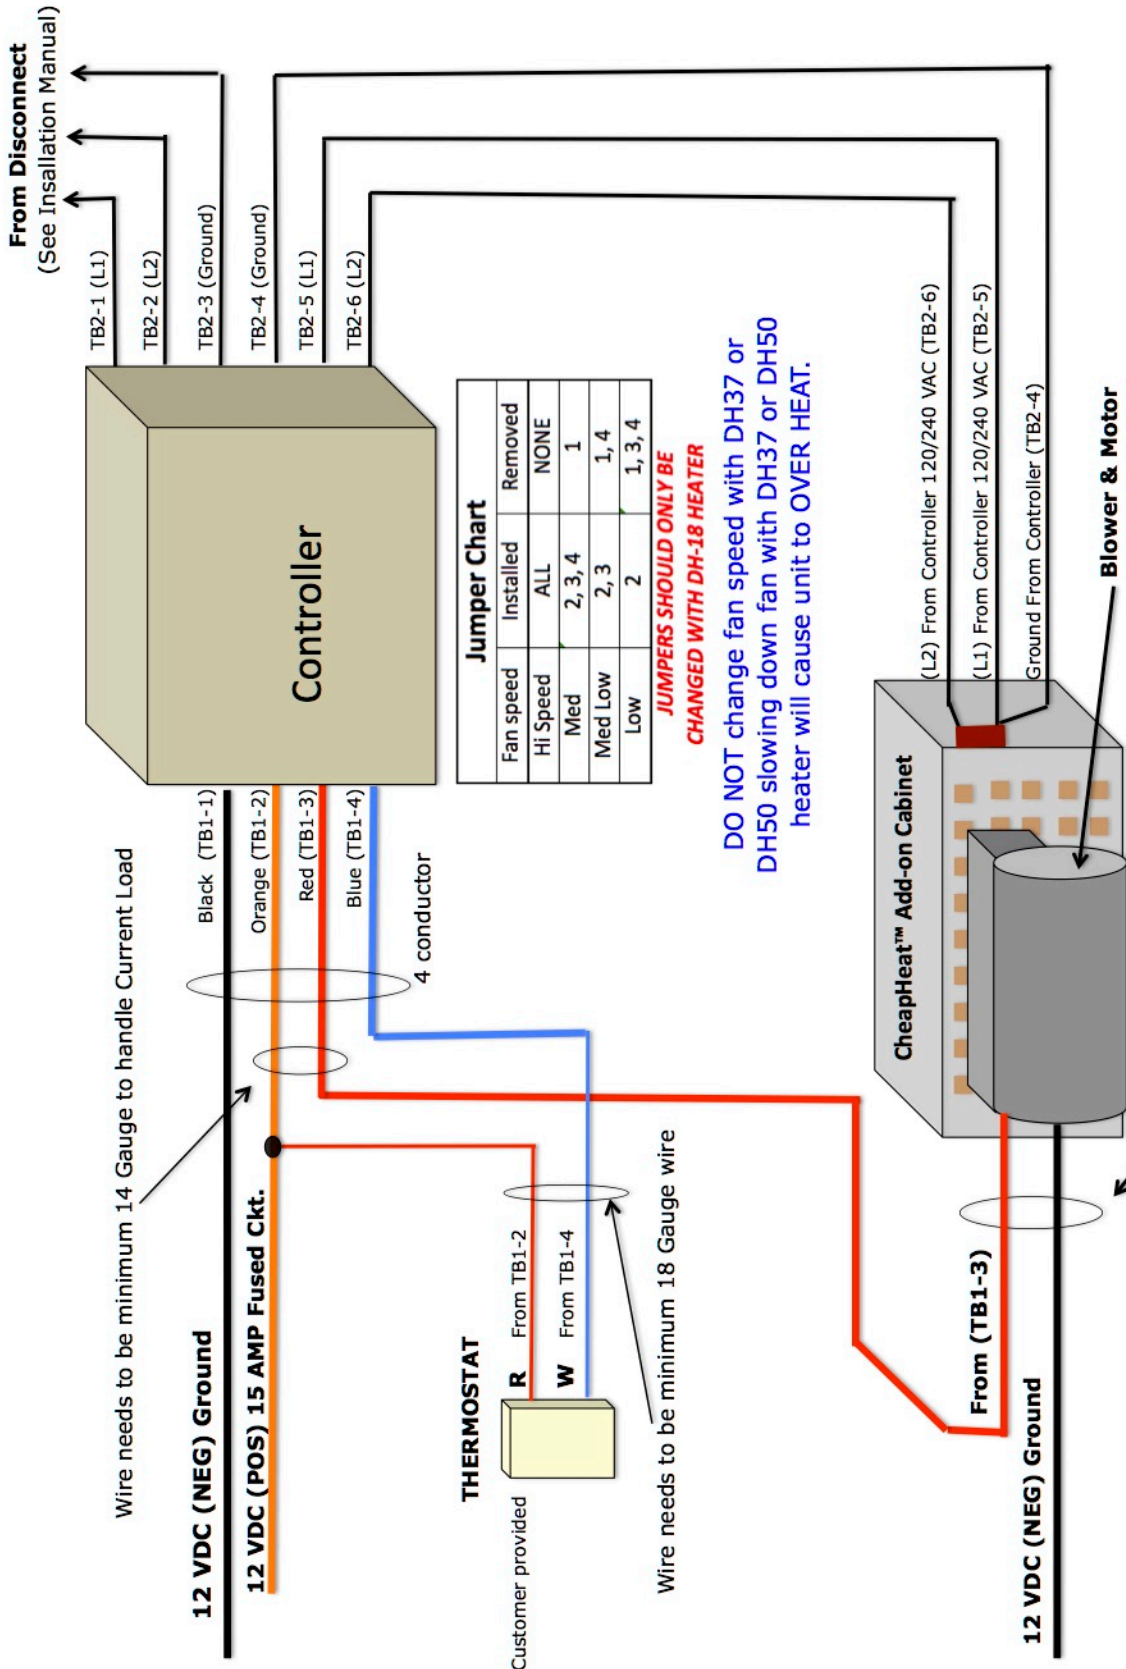 From Disconnect
(See Insallation Manual)
TB2-1 (L1)
TB2-2 (L2)
TB2-3 (Ground)
TB2-4 (Ground)
TB2-5 (L1)
TB2-6 (L2)
Controller
Black (TB1-1)
Orange (TB1-2)
Red (TB1-3)
Blue (TB1-4)
4 conductor
Wire needs to be minimum 14 Gauge to handle Current Load
12 VDC (NEG) Ground
12 VDC (POS) 15 AMP Fused Ckt.
THERMOSTAT
R From TB1-2
W From TB1-4
Customer provided
Wire needs to be minimum 18 Gauge wire
Jumper Chart
Fan speed Installed Removed
Hi Speed ALL NONE
Med 2, 3, 4 1
Med Low 2, 3 1, 4
Low 2 1, 3, 4
JUMPERS SHOULD ONLY BE
CHANGED WITH DH-18 HEATER
DO NOT change fan speed with DH37 or
DH50 slowing down fan with DH37 or DH50
heater will cause unit to OVER HEAT.
(L2) From Controller 120/240 VAC (TB2-6)
(L1) From Controller 120/240 VAC (TB2-5)
Ground From Controller (TB2-4)
CheapHeat™ Add-on Cabinet
Blower & Motor
From (TB1-3)
12 VDC (NEG) Ground